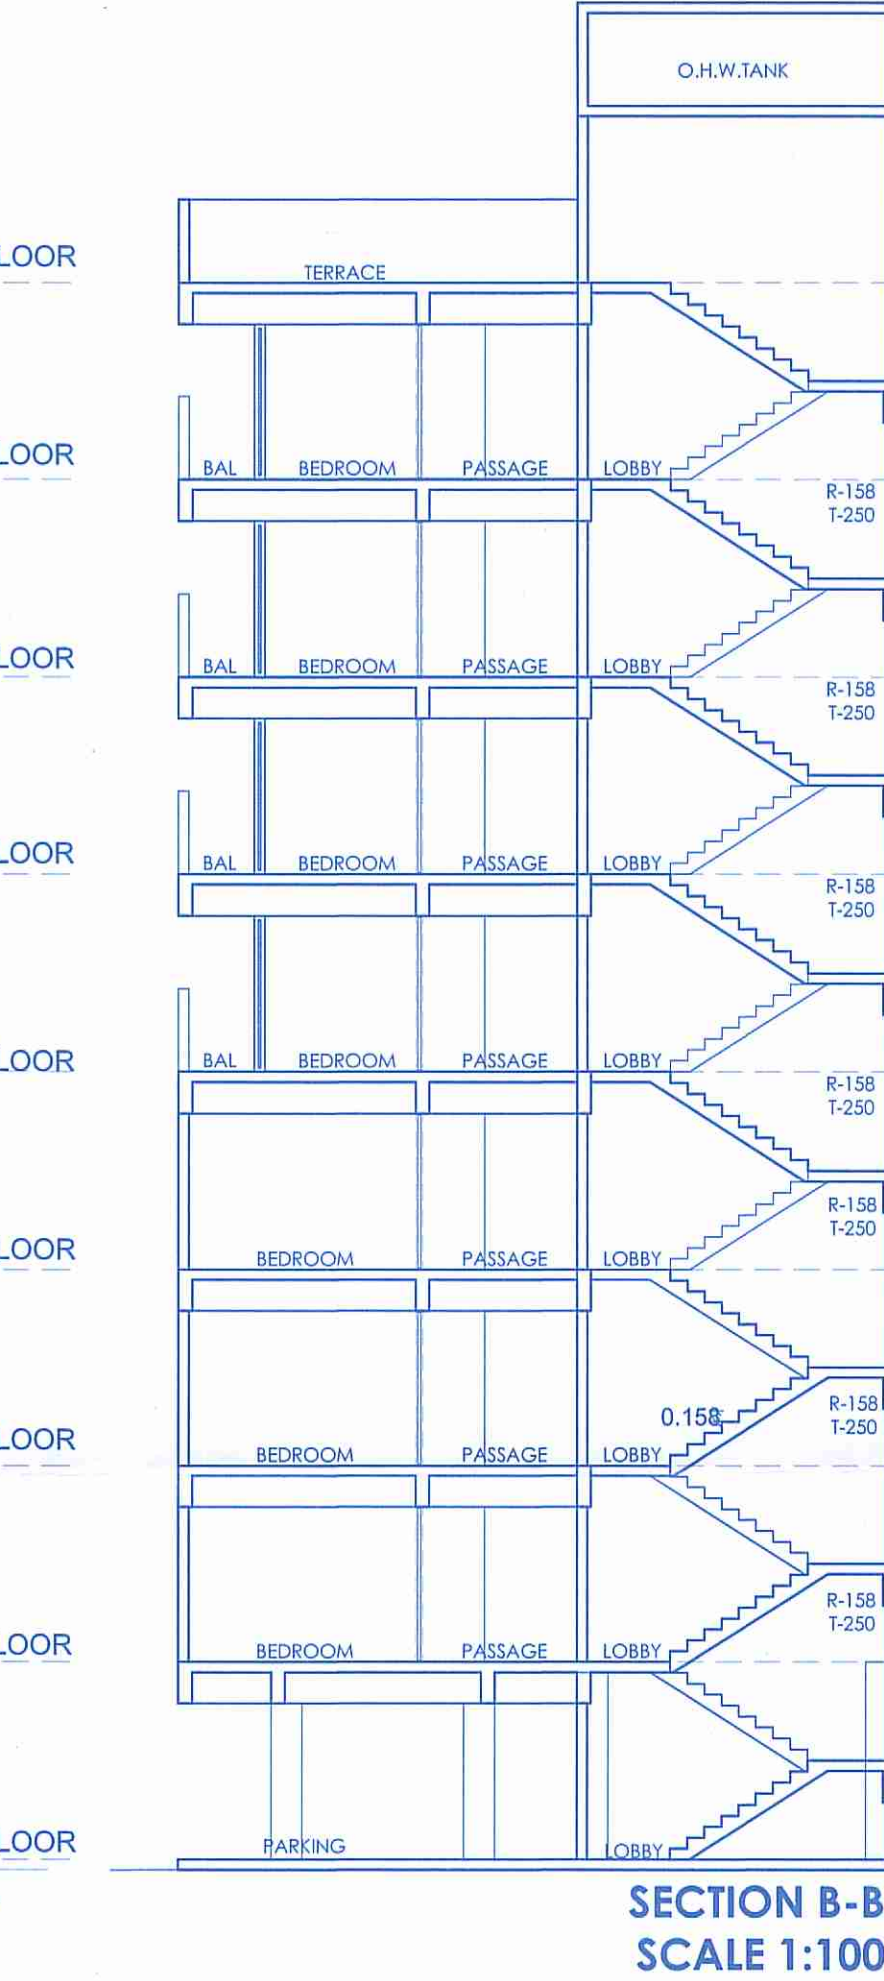 O.H.W.TANK
LOOR
TERRACE
LOOR
BAL BEDROOM PASSAGE LOBBY
R-158
T-250
LOOR
BAL BEDROOM PASSAGE LOBBY
R-158
T-250
LOOR
BAL BEDROOM PASSAGE LOBBY
R-158
T-250
LOOR
BAL BEDROOM PASSAGE LOBBY
R-158
T-250
R-158
T-250
LOOR
BEDROOM PASSAGE LOBBY
0.158
R-158
T-250
LOOR
BEDROOM PASSAGE LOBBY
R-158
T-250
LOOR
BEDROOM PASSAGE LOBBY
LOOR
PARKING LOBBY
SECTION B-B
SCALE 1:100